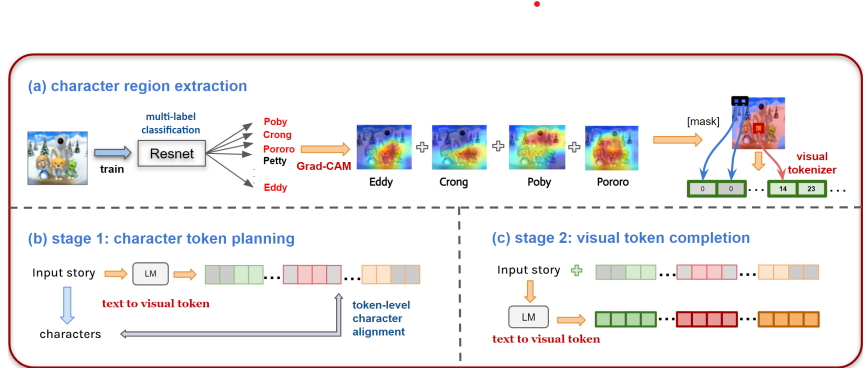 (a) character region extraction
multi-label
classification
Resnet
train
Poby
Crong
Pororo
Petty
Eddy
Grad-CAM
Eddy
Crong
Poby
Pororo
[mask]
visual
tokenizer
0 0 ... 14 23 ...
(b) stage 1: character token planning
Input story
LM
text to visual token
characters
token-level
character
alignment
(c) stage 2: visual token completion
Input story
LM
text to visual token